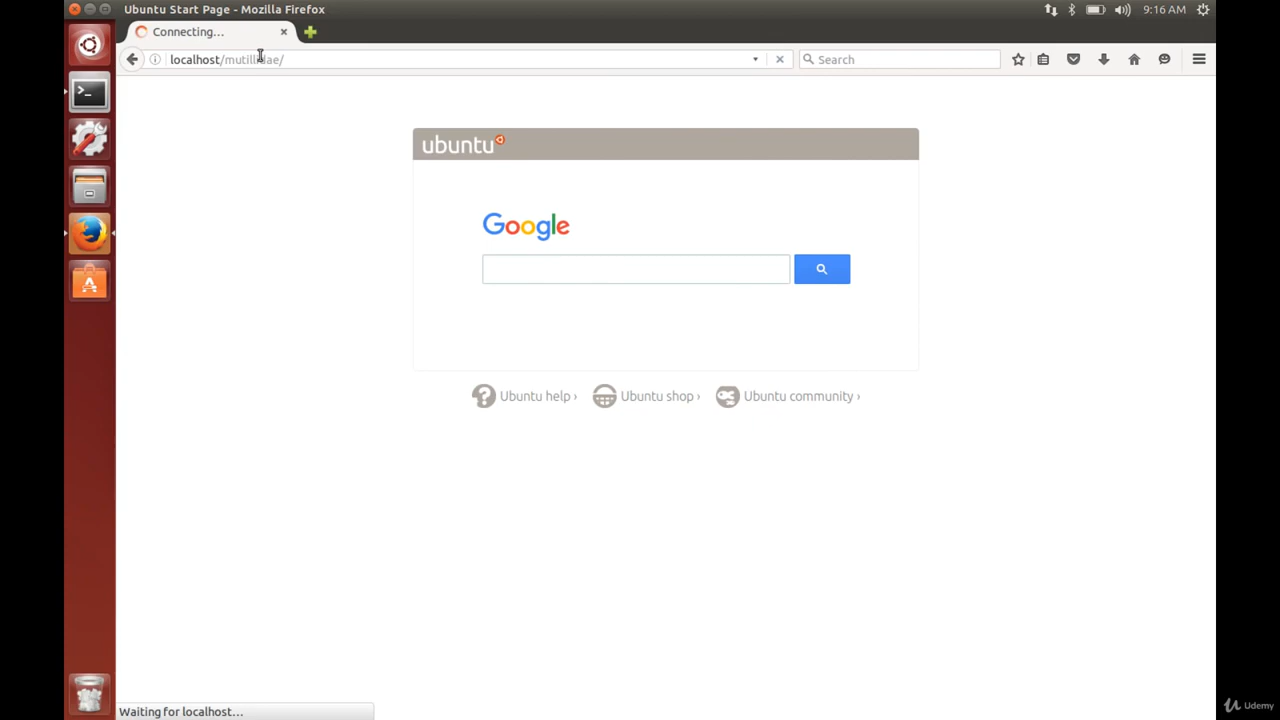 Ubuntu Start Page - Mozilla Firefox
9:16 AM
Connecting...
localhost/mutillidae/
Search
ubuntu
Google
Ubuntu help ›
Ubuntu shop ›
Ubuntu community ›
Waiting for localhost...
Udemy